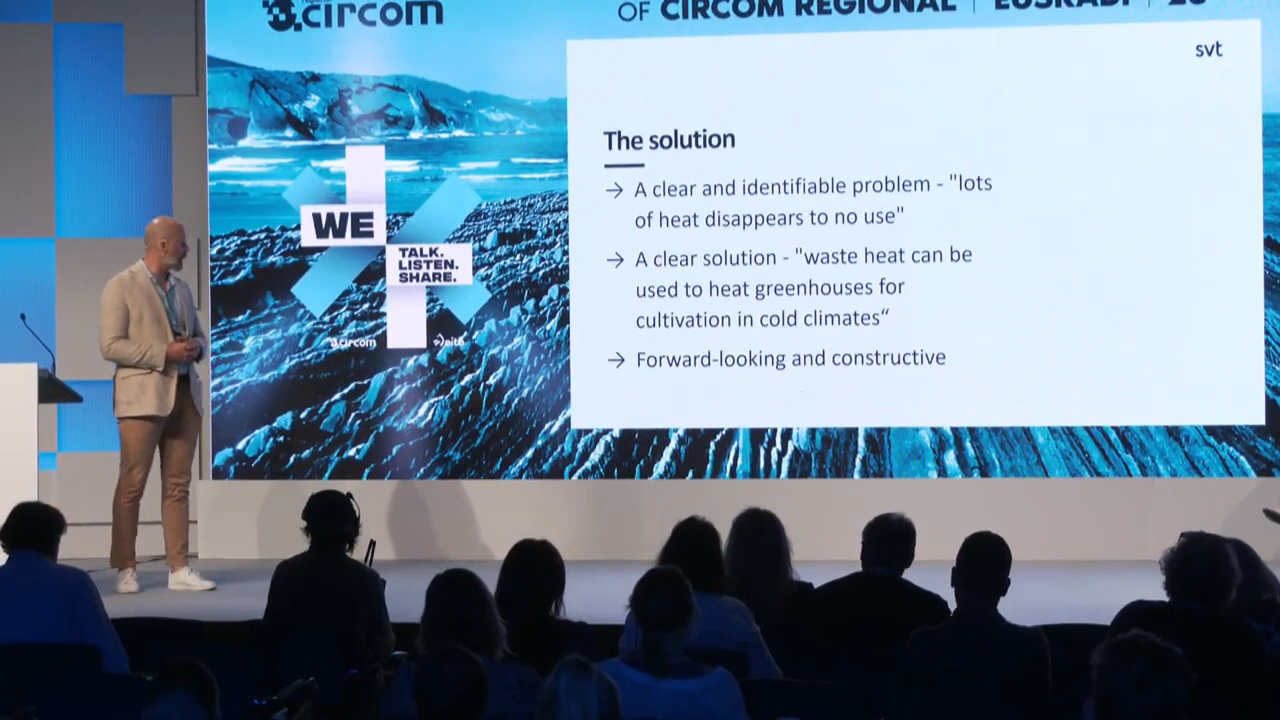 circom
OF CIRCOM REGIONAL | EUSKADI |
svt
The solution
→ A clear and identifiable problem - "lots
of heat disappears to no use"
→ A clear solution - "waste heat can be
used to heat greenhouses for
cultivation in cold climates“
→ Forward-looking and constructive
WE
TALK.
LISTEN.
SHARE.
circom
eitb